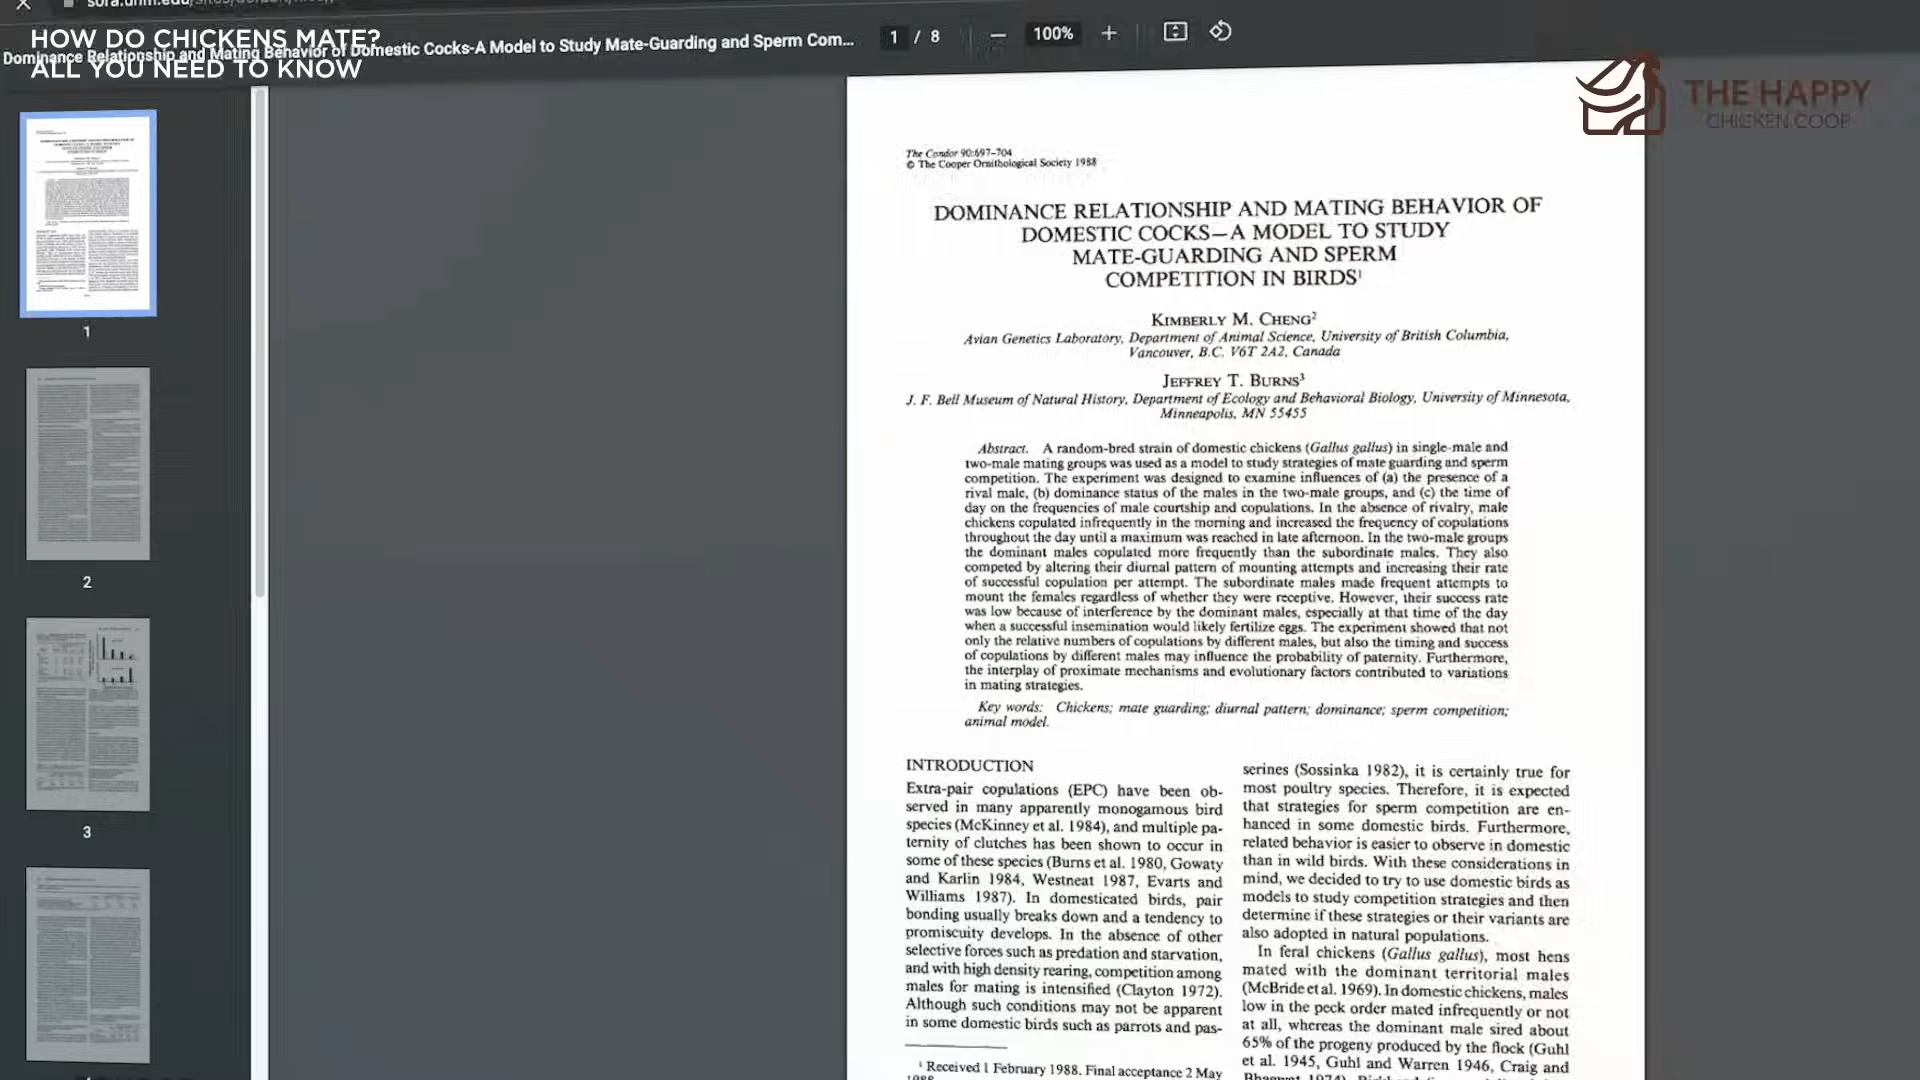 HOW DO CHICKENS MATE?
ALL YOU NEED TO KNOW
Dominance Relationship and Mating Behavior of Domestic Cocks-A Model to Study Mate-Guarding and Sperm Com...
1 / 8
100%
THE HAPPY
CHICKEN COOP
1
2
3
The Condor 90:697–704
© The Cooper Ornithological Society 1988
DOMINANCE RELATIONSHIP AND MATING BEHAVIOR OF
DOMESTIC COCKS—A MODEL TO STUDY
MATE-GUARDING AND SPERM
COMPETITION IN BIRDS¹
KIMBERLY M. CHENG²
Avian Genetics Laboratory, Department of Animal Science, University of British Columbia,
Vancouver, B.C. V6T 2A2, Canada
JEFFREY T. BURNS³
J. F. Bell Museum of Natural History, Department of Ecology and Behavioral Biology, University of Minnesota,
Minneapolis, MN 55455
Abstract. A random-bred strain of domestic chickens (Gallus gallus) in single-male and
two-male mating groups was used as a model to study strategies of mate guarding and sperm
competition. The experiment was designed to examine influences of (a) the presence of a
rival male, (b) dominance status of the males in the two-male groups, and (c) the time of
day on the frequencies of male courtship and copulations. In the absence of rivalry, male
chickens copulated infrequently in the morning and increased the frequency of copulations
throughout the day until a maximum was reached in late afternoon. In the two-male groups
the dominant males copulated more frequently than the subordinate males. They also
competed by altering their diurnal pattern of mounting attempts and increasing their rate
of successful copulation per attempt. The subordinate males made frequent attempts to
mount the females regardless of whether they were receptive. However, their success rate
was low because of interference by the dominant males, especially at that time of the day
when a successful insemination would likely fertilize eggs. The experiment showed that not
only the relative numbers of copulations by different males, but also the timing and success
of copulations by different males may influence the probability of paternity. Furthermore,
the interplay of proximate mechanisms and evolutionary factors contributed to variations
in mating strategies.
Key words: Chickens; mate guarding; diurnal pattern; dominance; sperm competition;
animal model.
INTRODUCTION
Extra-pair copulations (EPC) have been ob-
served in many apparently monogamous bird
species (McKinney et al. 1984), and multiple pa-
ternity of clutches has been shown to occur in
some of these species (Burns et al. 1980, Gowaty
and Karlin 1984, Westneat 1987, Evarts and
Williams 1987). In domesticated birds, pair
bonding usually breaks down and a tendency to
promiscuity develops. In the absence of other
selective forces such as predation and starvation,
and with high density rearing, competition among
males for mating is intensified (Clayton 1972).
Although such conditions may not be apparent
in some domestic birds such as parrots and pas-
¹ Received 1 February 1988. Final acceptance 2 May
serines (Sossinka 1982), it is certainly true for
most poultry species. Therefore, it is expected
that strategies for sperm competition are en-
hanced in some domestic birds. Furthermore,
related behavior is easier to observe in domestic
than in wild birds. With these considerations in
mind, we decided to try to use domestic birds as
models to study competition strategies and then
determine if these strategies or their variants are
also adopted in natural populations.
In feral chickens (Gallus gallus), most hens
mated with the dominant territorial males
(McBride et al. 1969). In domestic chickens, males
low in the peck order mated infrequently or not
at all, whereas the dominant male sired about
65% of the progeny produced by the flock (Guhl
et al. 1945, Guhl and Warren 1946, Craig and